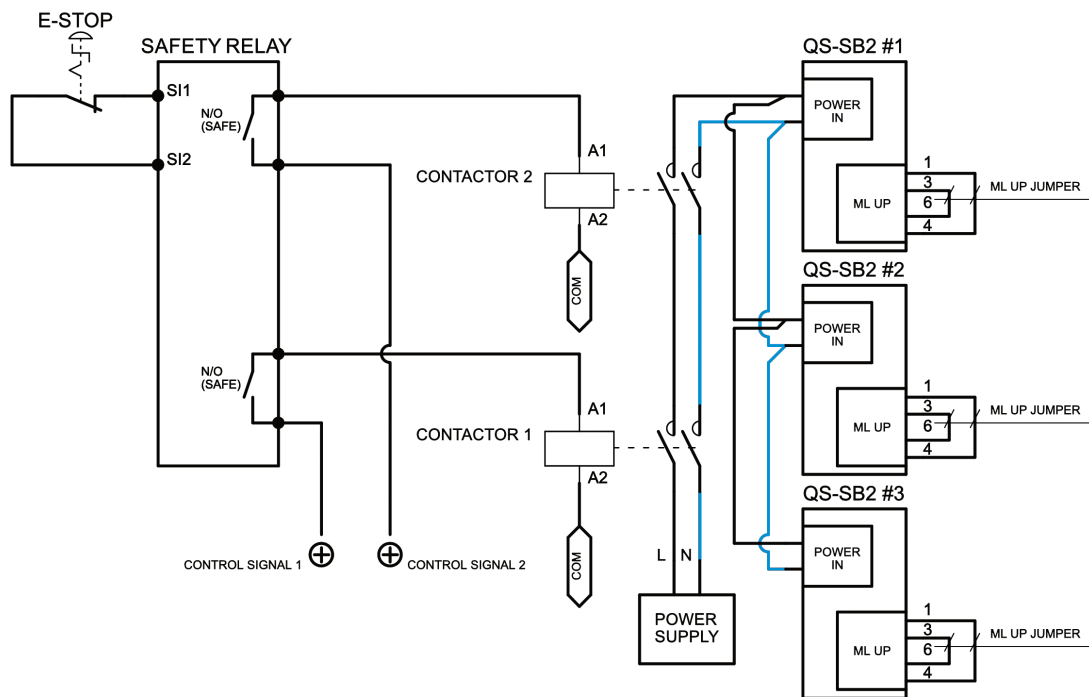 E-STOP
SAFETY RELAY
SI1
SI2
N/O
(SAFE)
N/O
(SAFE)
CONTROL SIGNAL 1
CONTROL SIGNAL 2
A1
CONTACTOR 2
A2
COM
A1
CONTACTOR 1
A2
COM
L N
POWER
SUPPLY
QS-SB2 #1
POWER
IN
ML UP
1
3
6
4
ML UP JUMPER
QS-SB2 #2
POWER
IN
ML UP
1
3
6
4
ML UP JUMPER
QS-SB2 #3
POWER
IN
ML UP
1
3
6
4
ML UP JUMPER